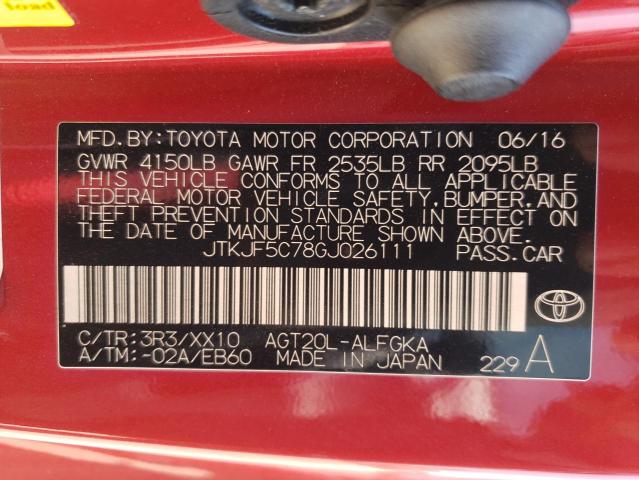 load
MFD.BY:TOYOTA MOTOR CORPORATION 06/16
GVWR 4150LB GAWR FR 2535LB RR 2095LB
THIS VEHICLE CONFORMS TO ALL APPLICABLE
FEDERAL MOTOR VEHICLE SAFETY,BUMPER,AND
THEFT PREVENTION STANDARDS IN EFFECT ON
THE DATE OF MANUFACTURE SHOWN ABOVE.
JTKJF5C78GJ026111 PASS.CAR
C/TR:3R3/XX10 AGT20L-ALFGKA
A/TM:-02A/EB60 MADE IN JAPAN 229 A